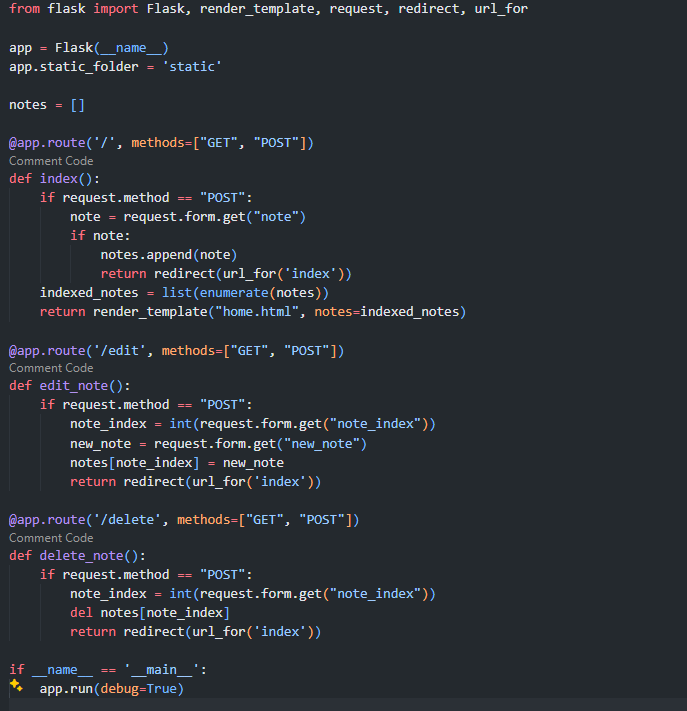 from flask import Flask, render_template, request, redirect, url_for
app = Flask(__name__)
app.static_folder = 'static'
notes = []
@app.route('/', methods=["GET", "POST"])
Comment Code
def index():
    if request.method == "POST":
        note = request.form.get("note")
        if note:
            notes.append(note)
            return redirect(url_for('index'))
    indexed_notes = list(enumerate(notes))
    return render_template("home.html", notes=indexed_notes)
@app.route('/edit', methods=["GET", "POST"])
Comment Code
def edit_note():
    if request.method == "POST":
        note_index = int(request.form.get("note_index"))
        new_note = request.form.get("new_note")
        notes[note_index] = new_note
        return redirect(url_for('index'))
@app.route('/delete', methods=["GET", "POST"])
Comment Code
def delete_note():
    if request.method == "POST":
        note_index = int(request.form.get("note_index"))
        del notes[note_index]
        return redirect(url_for('index'))
if __name__ == '__main__':
    app.run(debug=True)